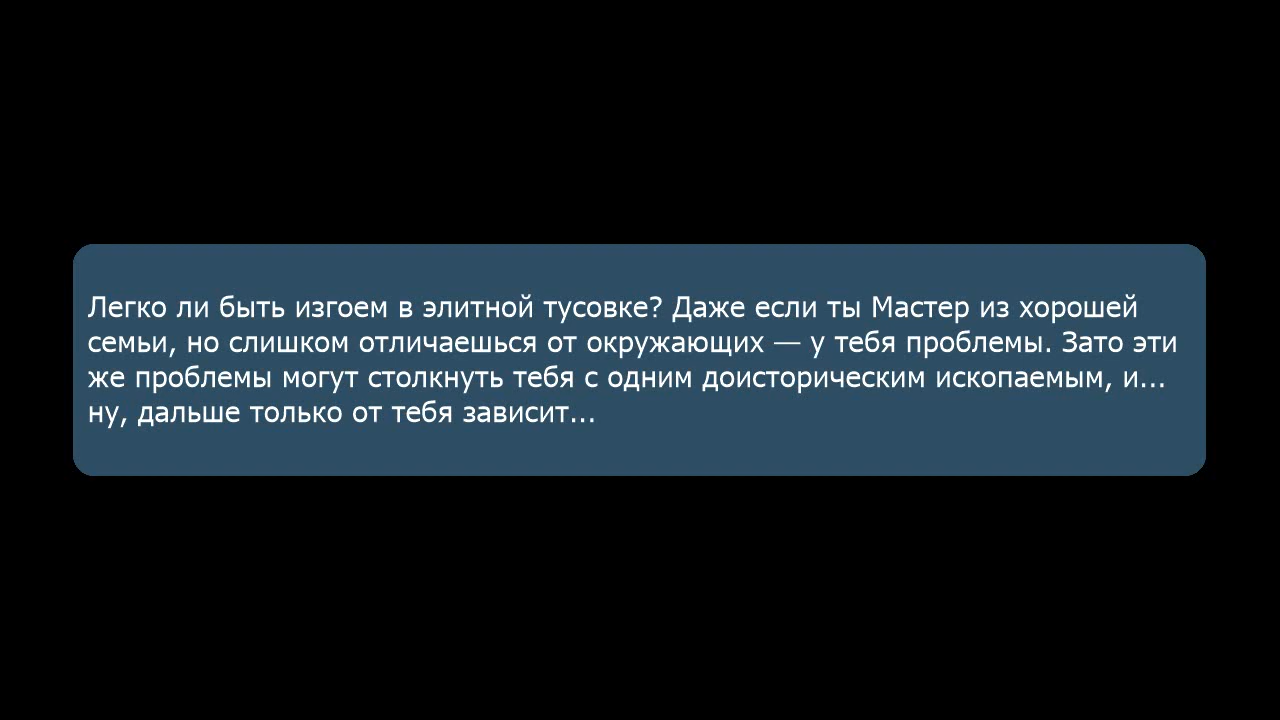 Легко ли быть изгоем в элитной тусовке? Даже если ты Мастер из хорошей
семьи, но слишком отличаешься от окружающих — у тебя проблемы. Зато эти
же проблемы могут столкнуть тебя с одним доисторическим ископаемым, и...
ну, дальше только от тебя зависит...